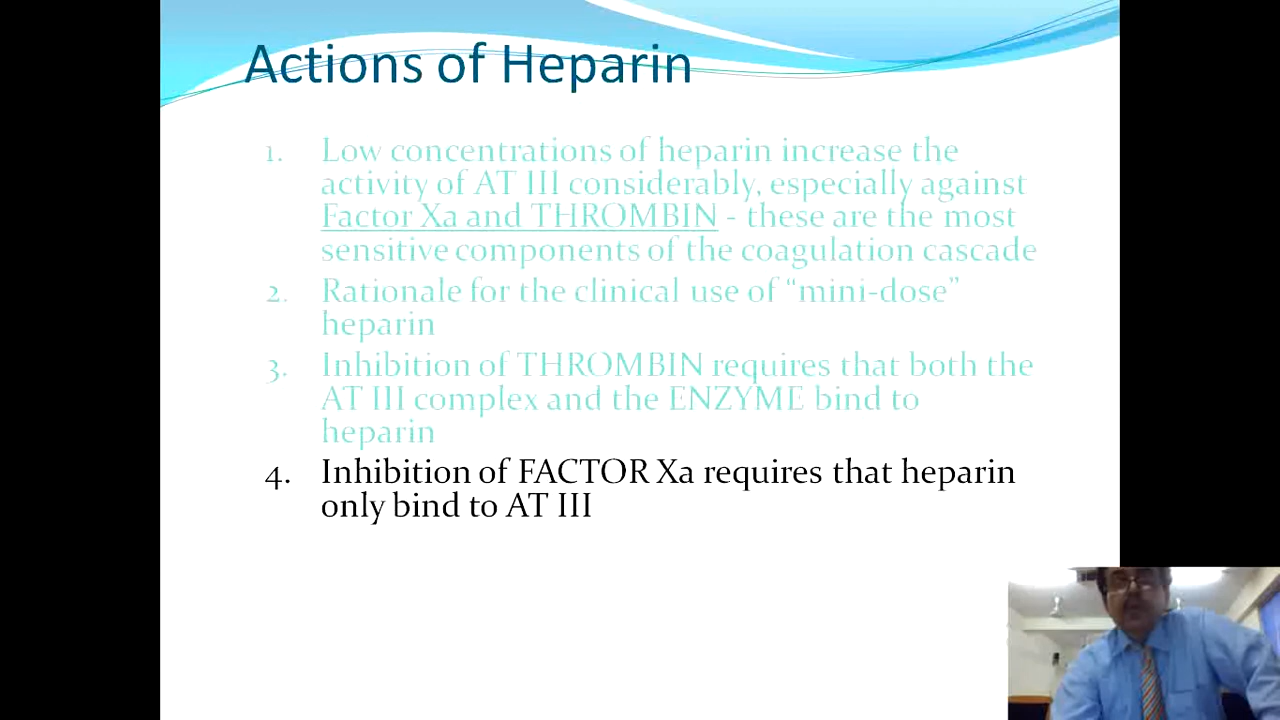 Actions of Heparin
1. Low concentrations of heparin increase the
activity of AT III considerably, especially against
Factor Xa and THROMBIN - these are the most
sensitive components of the coagulation cascade
2. Rationale for the clinical use of “mini-dose”
heparin
3. Inhibition of THROMBIN requires that both the
AT III complex and the ENZYME bind to
heparin
4. Inhibition of FACTOR Xa requires that heparin
only bind to AT III